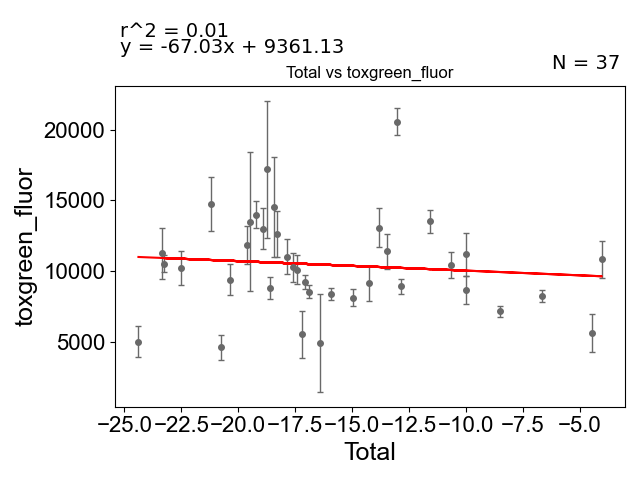 r^2 = 0.01
y = -67.03x + 9361.13
N = 37
Total vs toxgreen_fluor
20000
15000
10000
5000
toxgreen_fluor
−25.0 −22.5 −20.0 −17.5 −15.0 −12.5 −10.0 −7.5 −5.0
Total